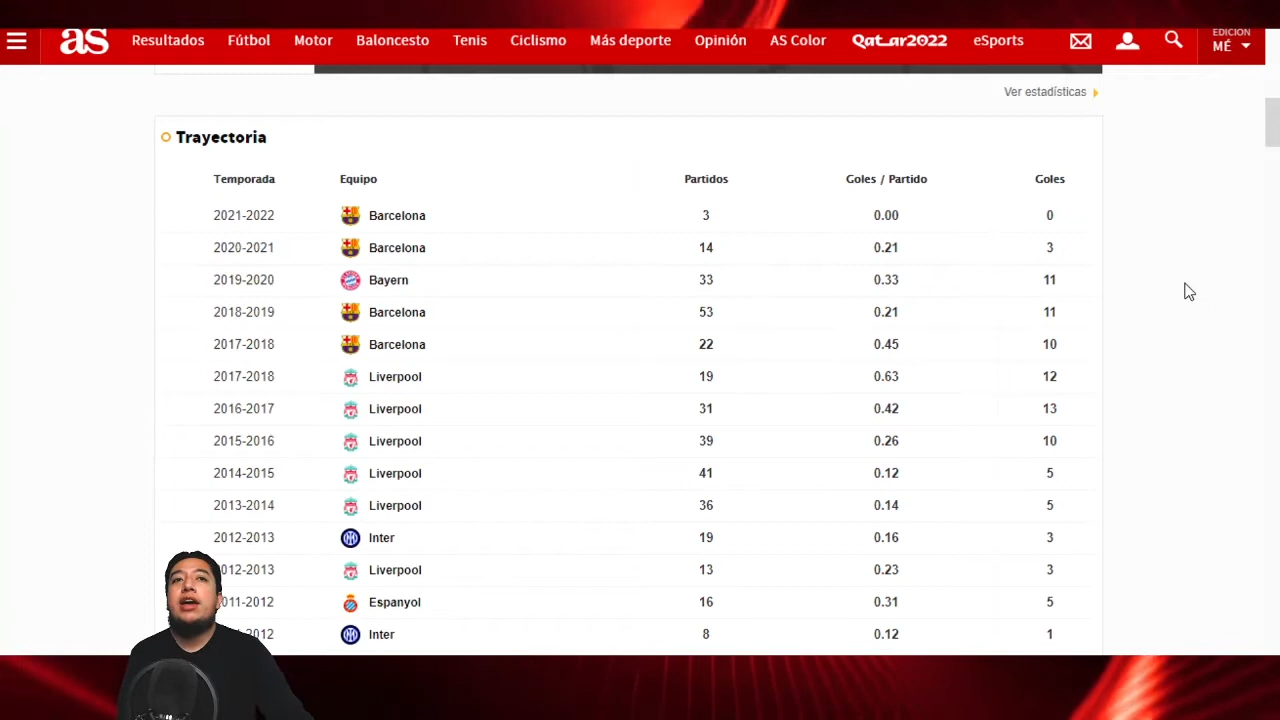 as Resultados Fútbol Motor Baloncesto Tenis Ciclismo Más deporte Opinión AS Color Qatar2022 eSports EDICIÓN
MÉ
Ver estadísticas
Trayectoria
Temporada Equipo Partidos Goles / Partido Goles
2021-2022 Barcelona 3 0.00 0
2020-2021 Barcelona 14 0.21 3
2019-2020 Bayern 33 0.33 11
2018-2019 Barcelona 53 0.21 11
2017-2018 Barcelona 22 0.45 10
2017-2018 Liverpool 19 0.63 12
2016-2017 Liverpool 31 0.42 13
2015-2016 Liverpool 39 0.26 10
2014-2015 Liverpool 41 0.12 5
2013-2014 Liverpool 36 0.14 5
2012-2013 Inter 19 0.16 3
012-2013 Liverpool 13 0.23 3
011-2012 Espanyol 16 0.31 5
2012 Inter 8 0.12 1